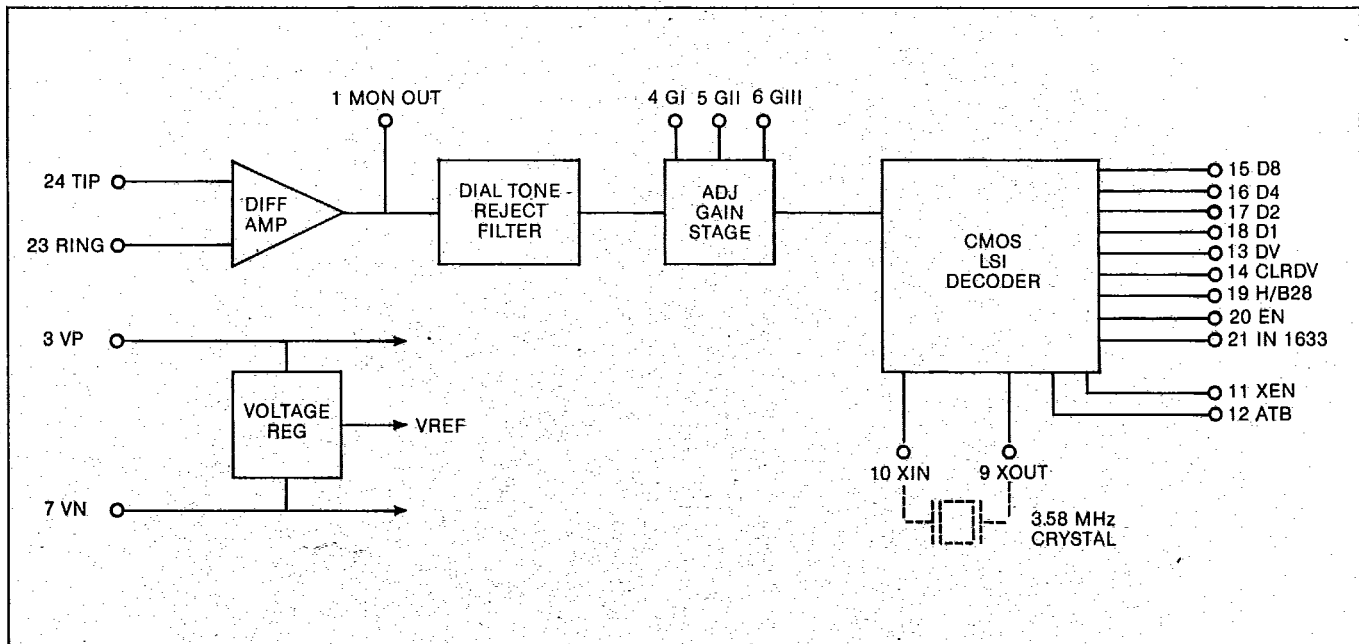 1 MON OUT
4 GI
5 GII
6 GIII
24 TIP
23 RING
DIFF
AMP
DIAL TONE
REJECT
FILTER
ADJ
GAIN
STAGE
CMOS
LSI
DECODER
15 D8
16 D4
17 D2
18 D1
13 DV
14 CLRDV
19 H/B28
20 EN
21 IN 1633
11 XEN
12 ATB
3 VP
VOLTAGE
REG
VREF
7 VN
10 XIN
9 XOUT
3.58 MHz
CRYSTAL